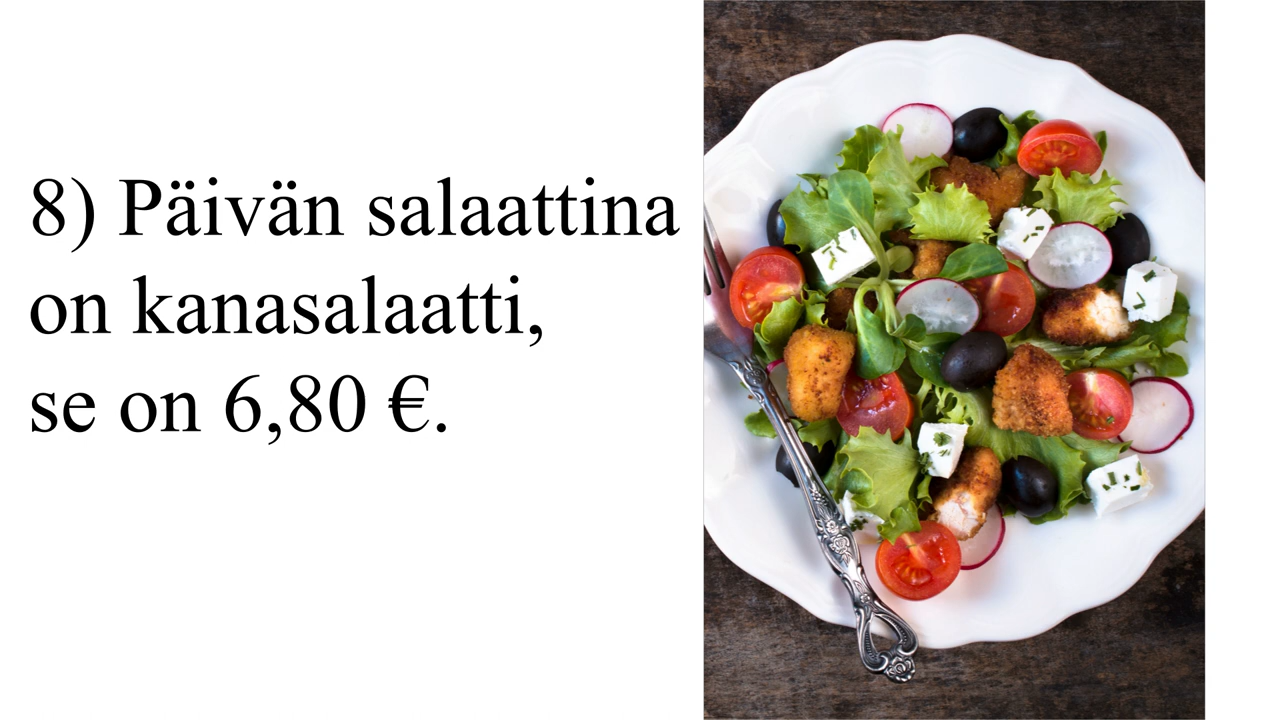 8) Päivän salaattina
on kanasalaatti,
se on 6,80 €.